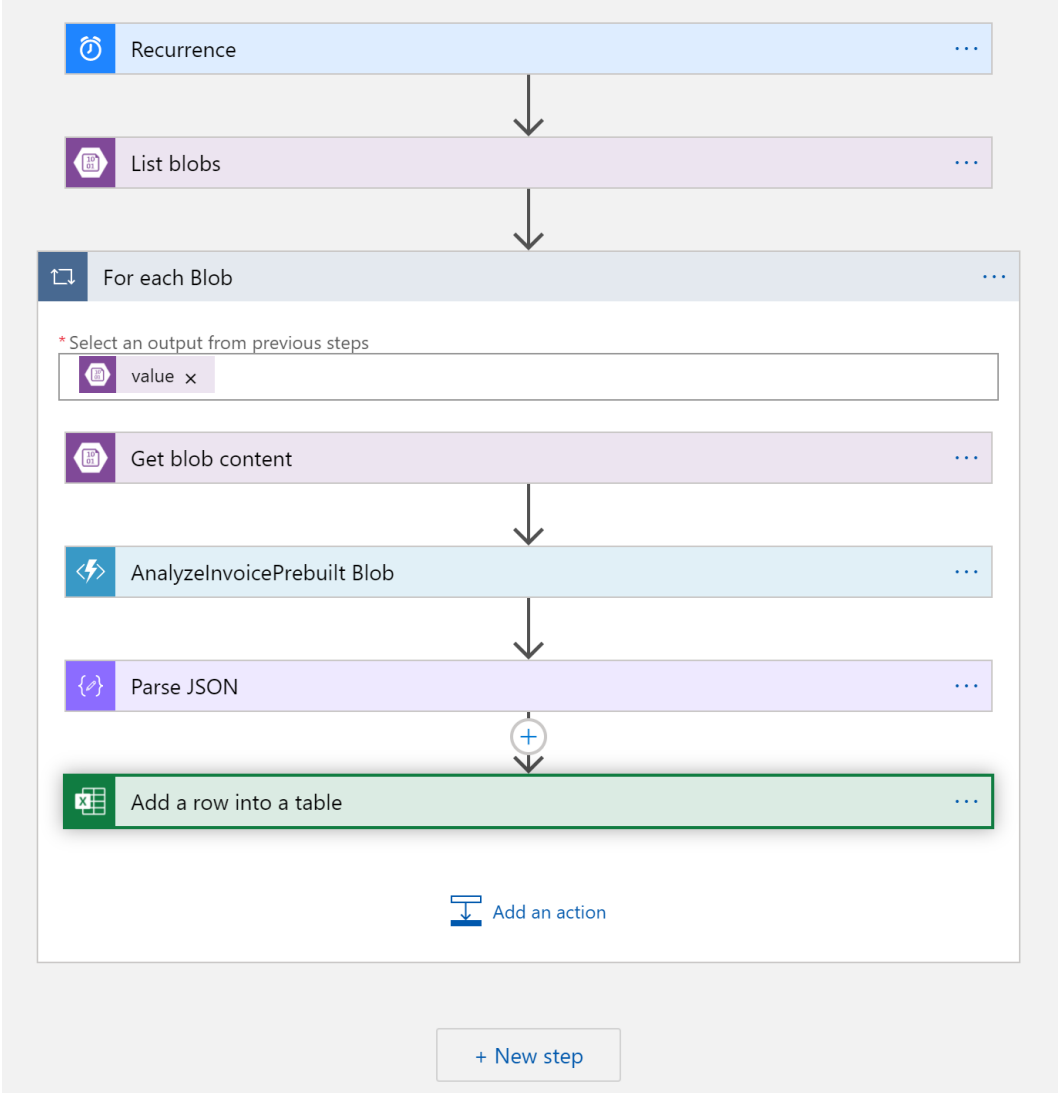 Recurrence
...
List blobs
...
For each Blob
...
* Select an output from previous steps
value ×
Get blob content
...
AnalyzeInvoicePrebuilt Blob
...
Parse JSON
...
+
Add a row into a table
...
Add an action
+ New step